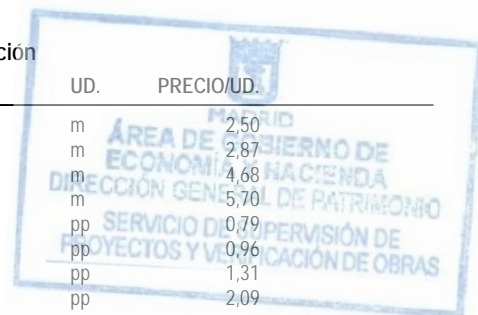 ción
UD. PRECIO/UD.
MADRID
m 2,50
ÁREA DE GOBIERNO DE
m 2,87
ECONOMÍA Y HACIENDA
m 4,68
DIRECCIÓN GENERAL DE PATRIMONIO
m 5,70
SERVICIO DE SUPERVISIÓN DE
pp 0,79
PROYECTOS Y VERIFICACIÓN DE OBRAS
pp 0,96
pp 1,31
pp 2,09